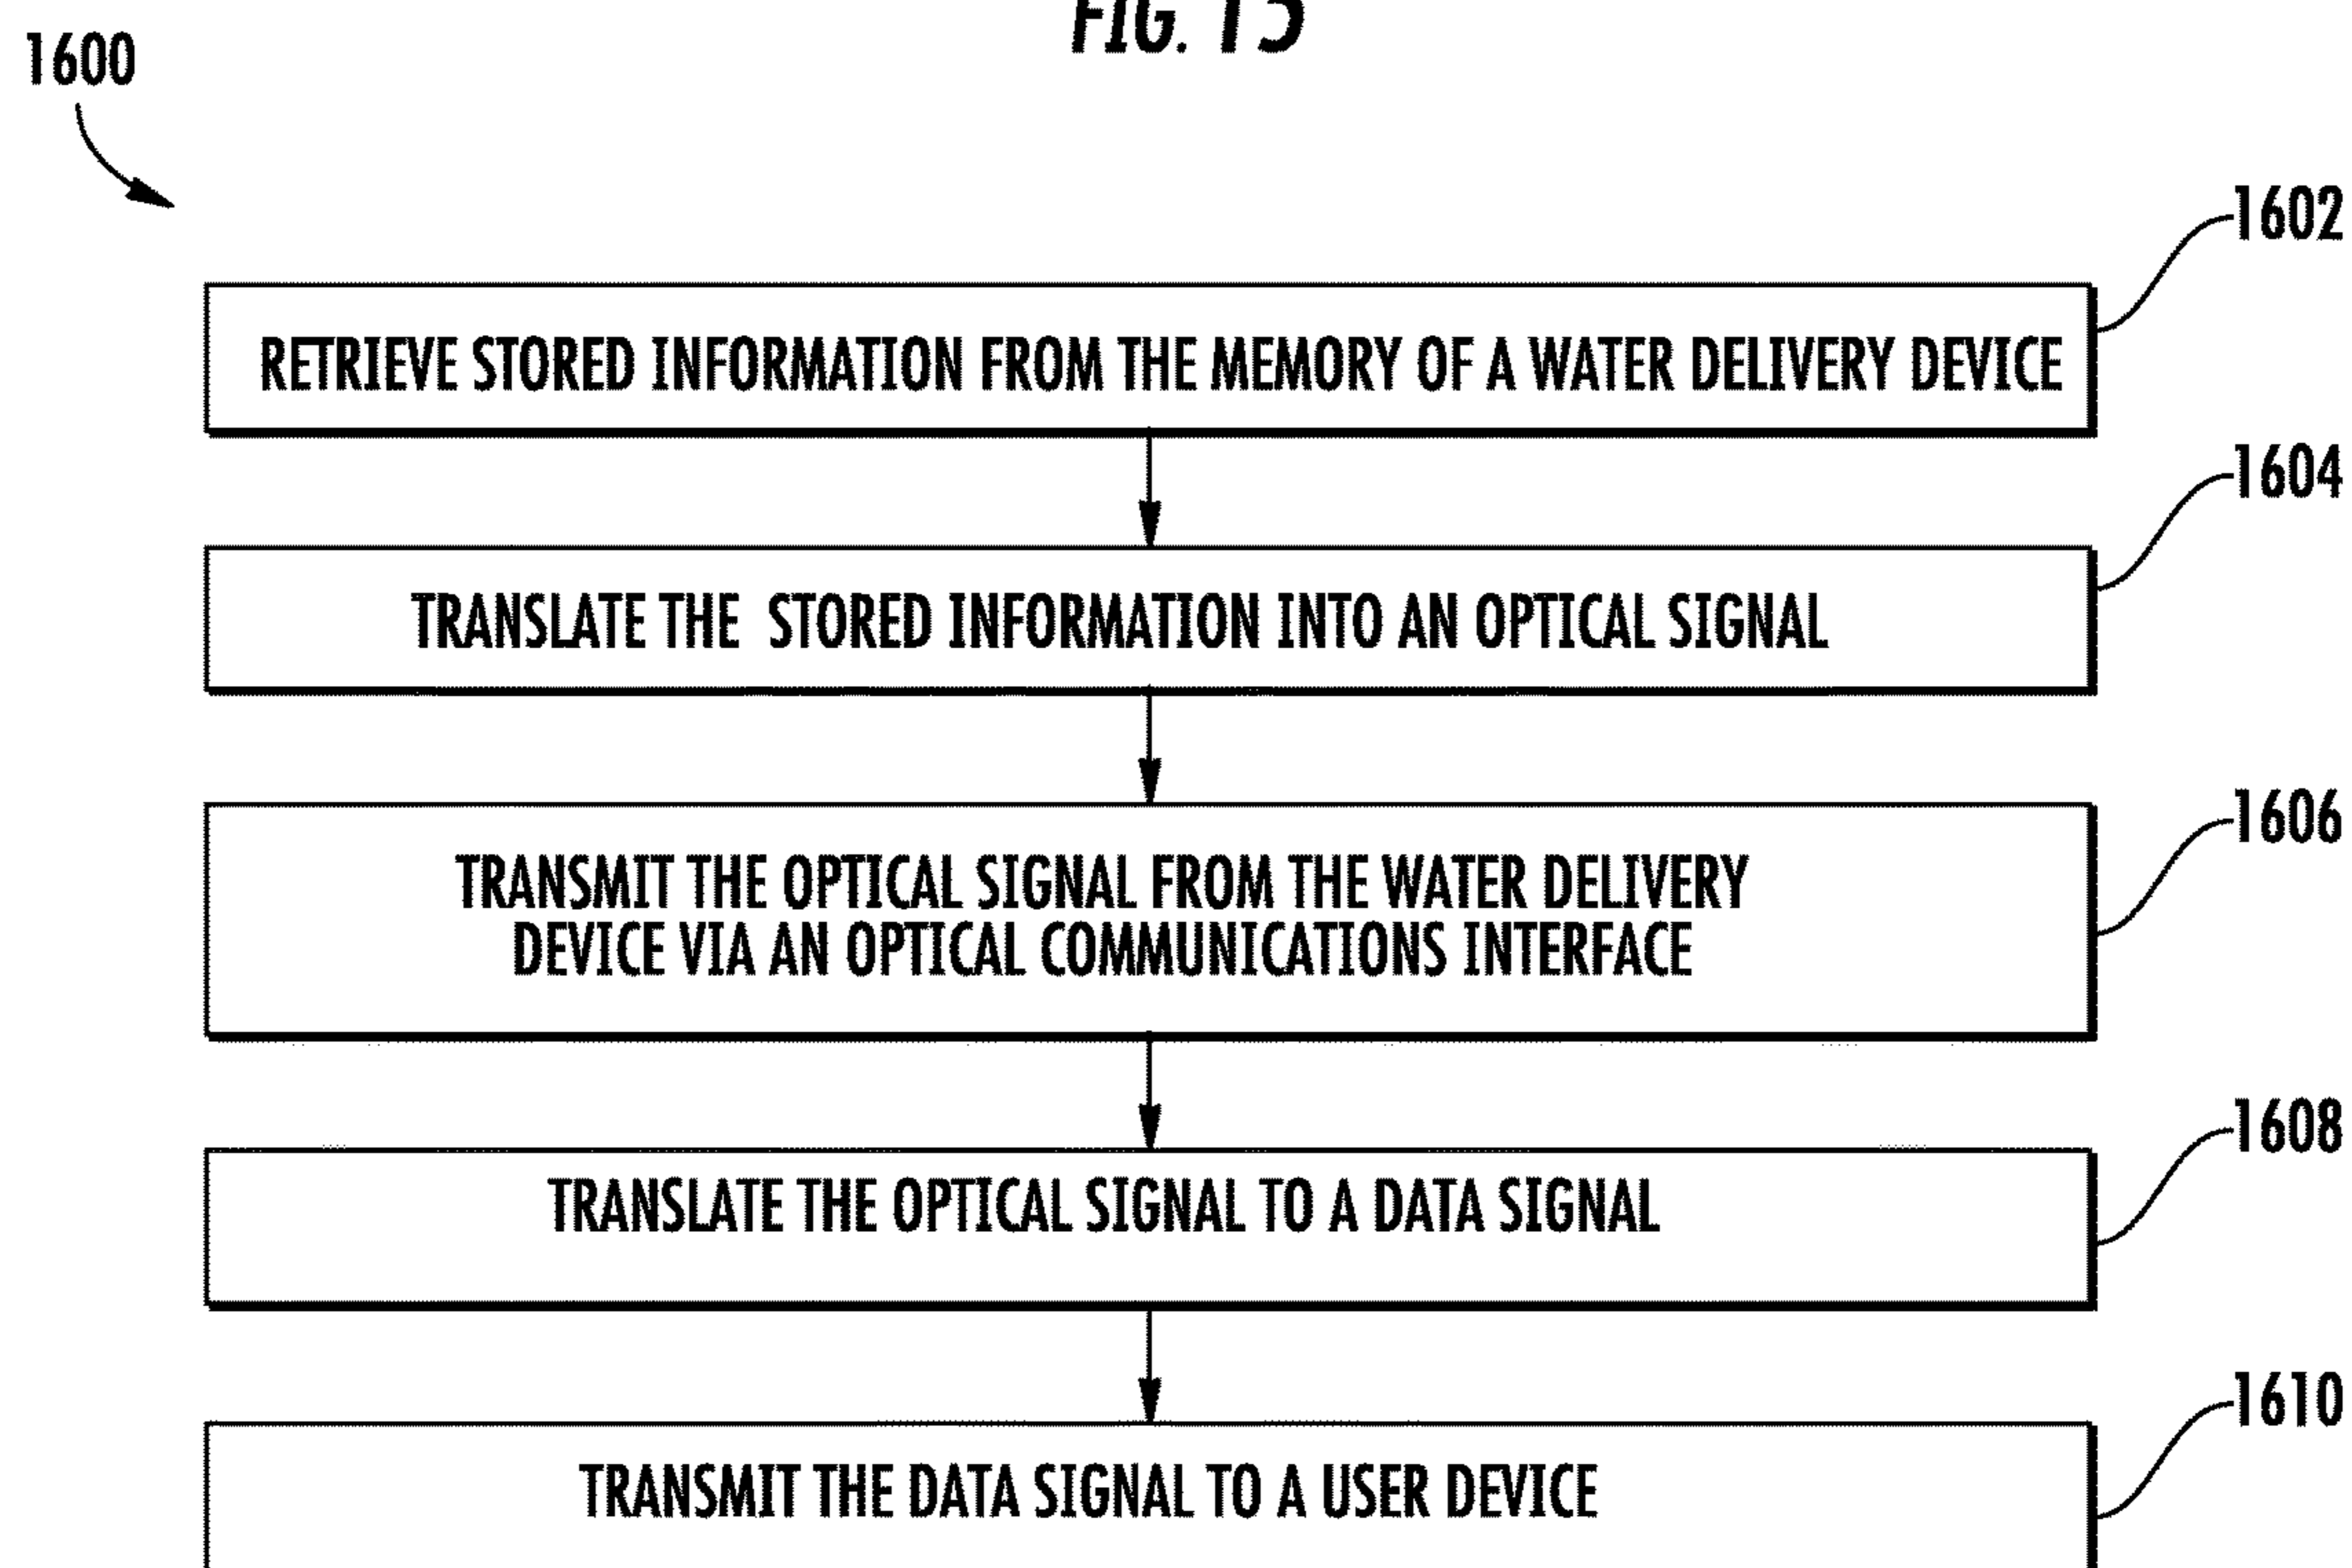 FIG. 15
1600
1602
RETRIEVE STORED INFORMATION FROM THE MEMORY OF A WATER DELIVERY DEVICE
1604
TRANSLATE THE STORED INFORMATION INTO AN OPTICAL SIGNAL
1606
TRANSMIT THE OPTICAL SIGNAL FROM THE WATER DELIVERY
DEVICE VIA AN OPTICAL COMMUNICATIONS INTERFACE
1608
TRANSLATE THE OPTICAL SIGNAL TO A DATA SIGNAL
1610
TRANSMIT THE DATA SIGNAL TO A USER DEVICE